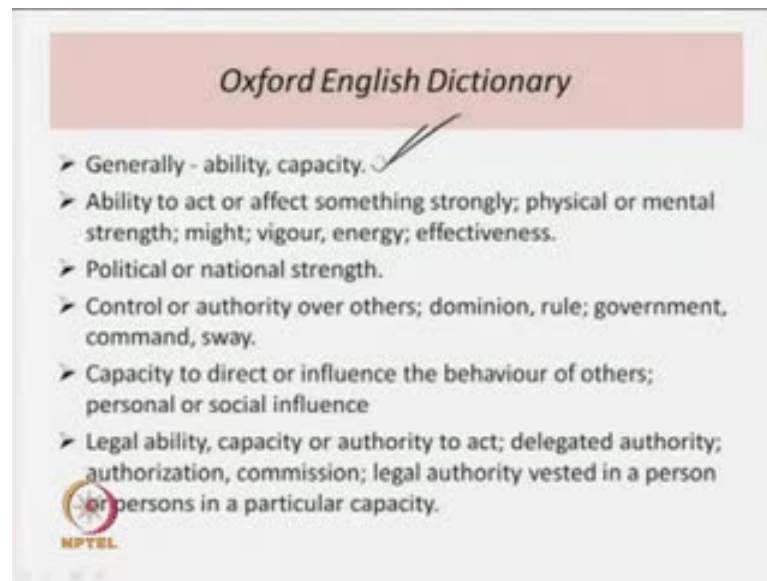 Oxford English Dictionary
➢ Generally - ability, capacity.
➢ Ability to act or affect something strongly; physical or mental
strength; might; vigour, energy; effectiveness.
➢ Political or national strength.
➢ Control or authority over others; dominion, rule; government,
command, sway.
➢ Capacity to direct or influence the behaviour of others;
personal or social influence
➢ Legal ability, capacity or authority to act; delegated authority;
authorization, commission; legal authority vested in a person
or persons in a particular capacity.
NPTEL